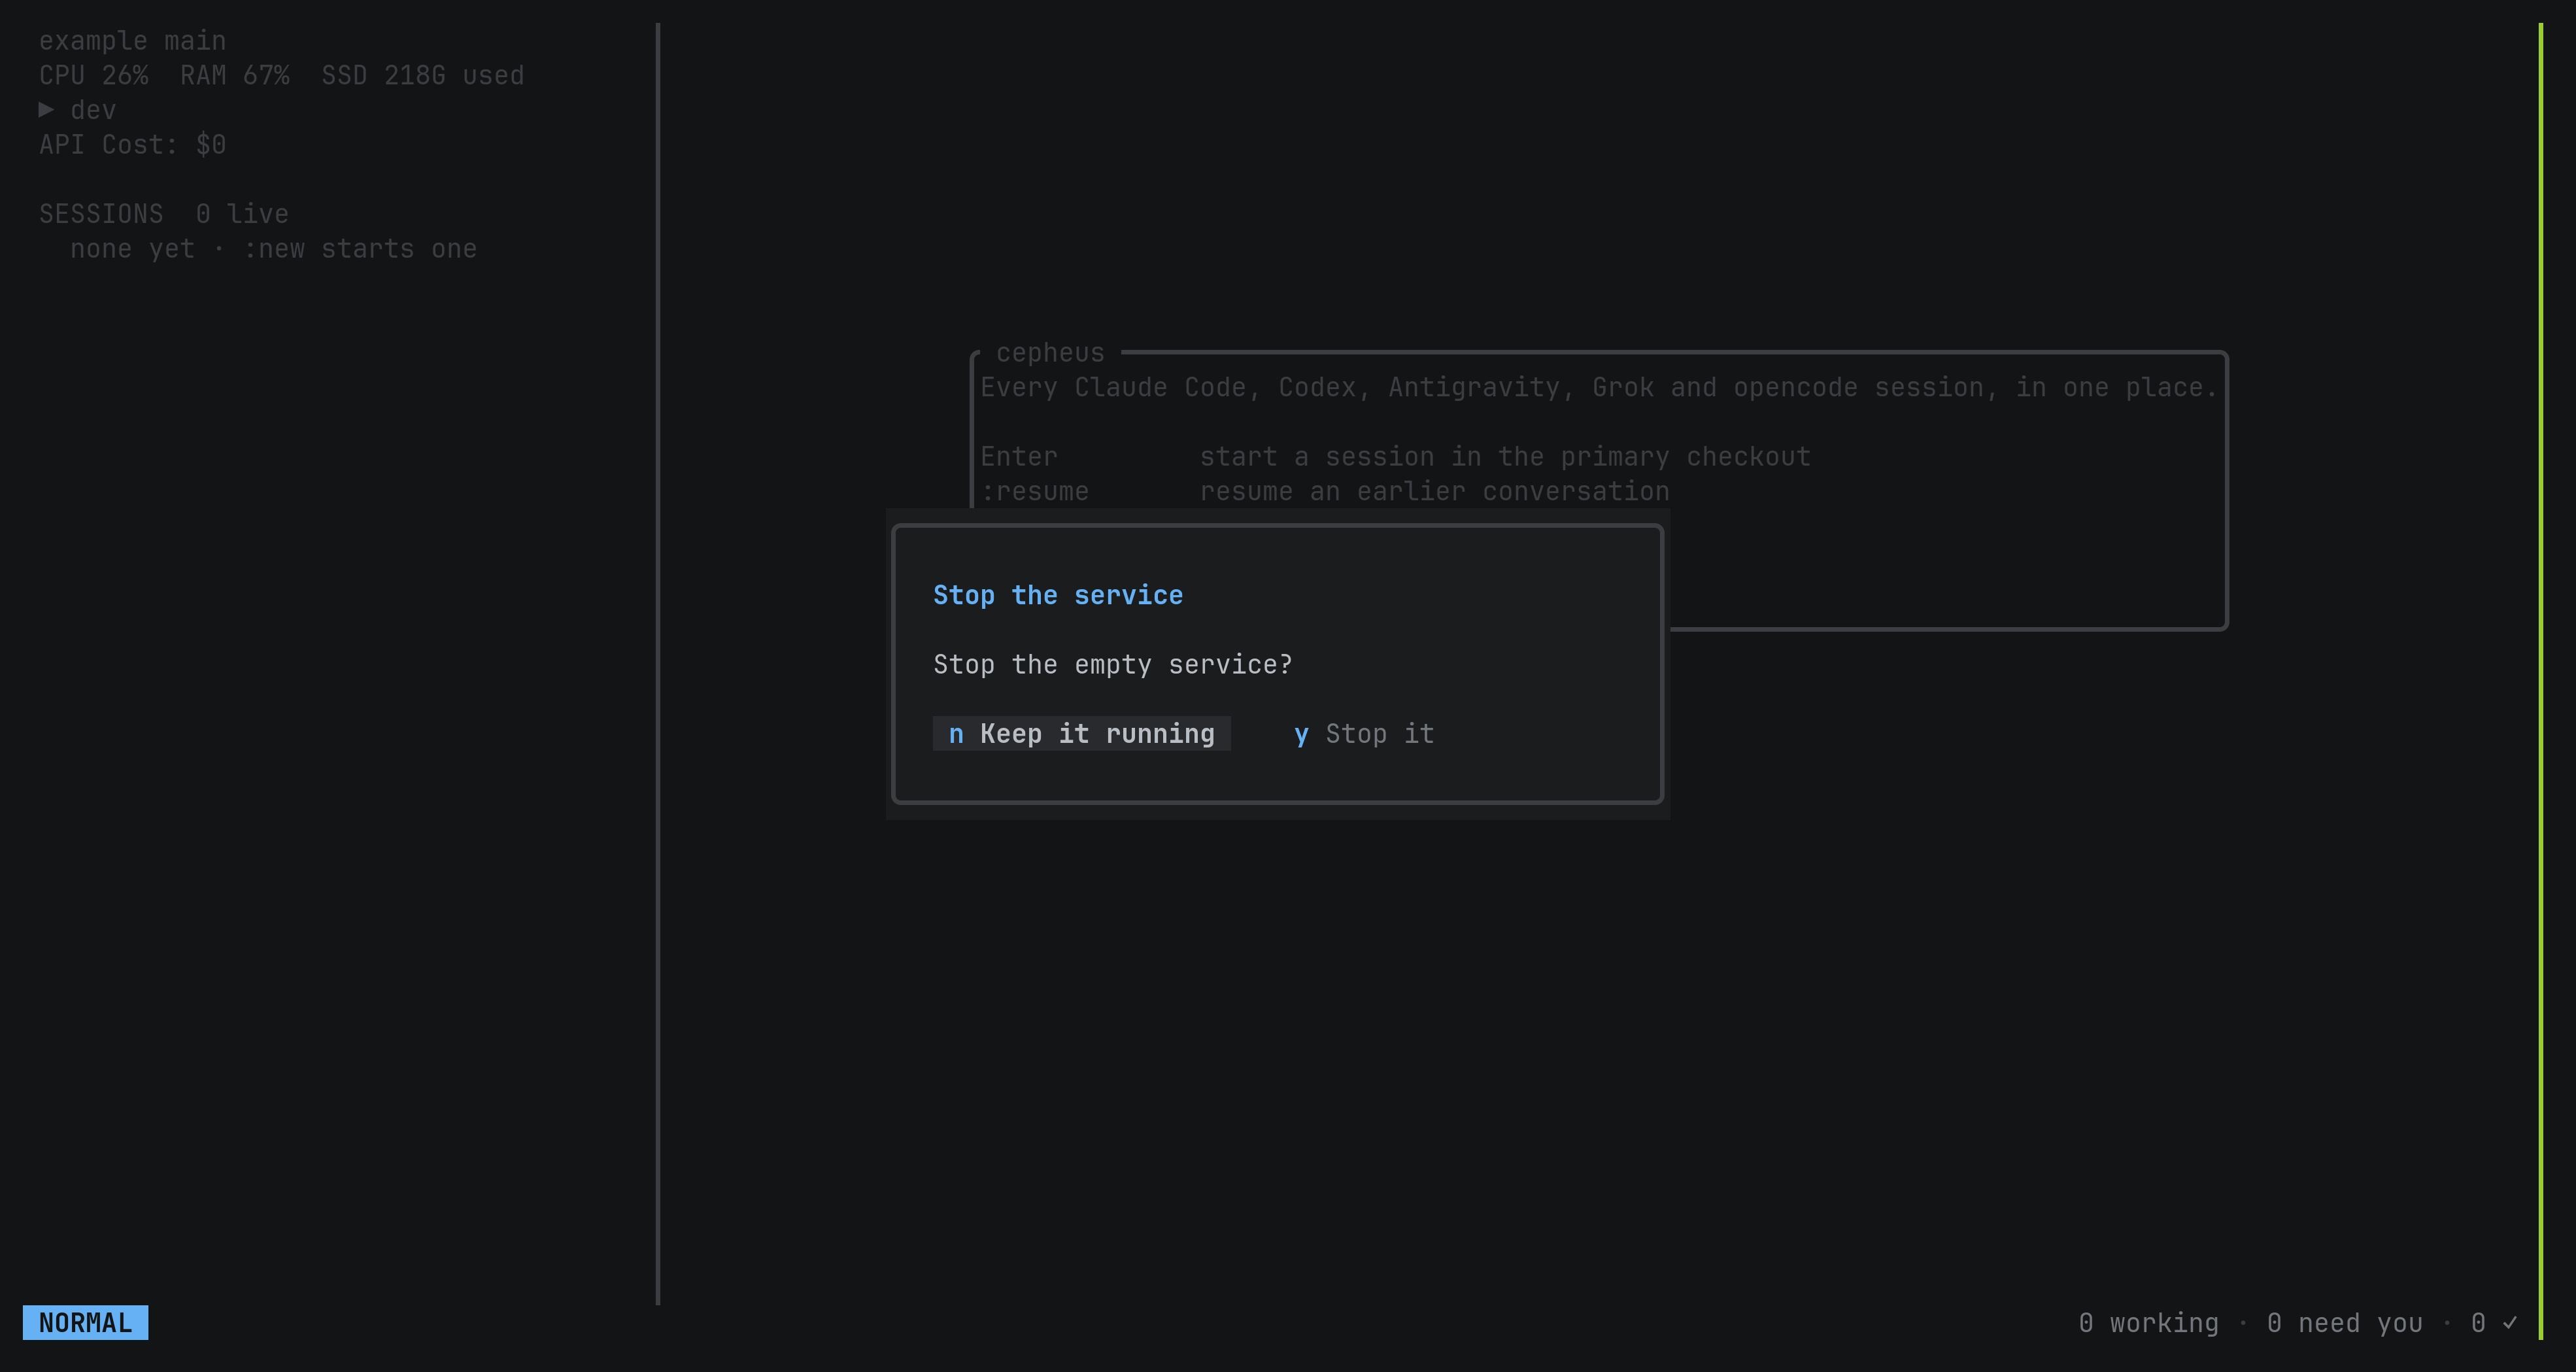 example main
CPU 26%  RAM 67%  SSD 218G used
▶ dev
API Cost: $0
SESSIONS  0 live
none yet · :new starts one
cepheus
Every Claude Code, Codex, Antigravity, Grok and opencode session, in one place.
Enter         start a session in the primary checkout
:resume       resume an earlier conversation
Stop the service
Stop the empty service?
n Keep it running    y Stop it
NORMAL
0 working · 0 need you · 0 ✓